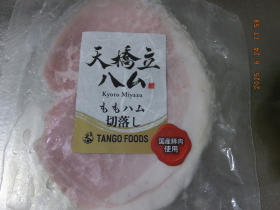 天橋立
ハム
Kyoto Miyazu
ももハム
切落し
TANGO FOODS
国産豚肉
使用